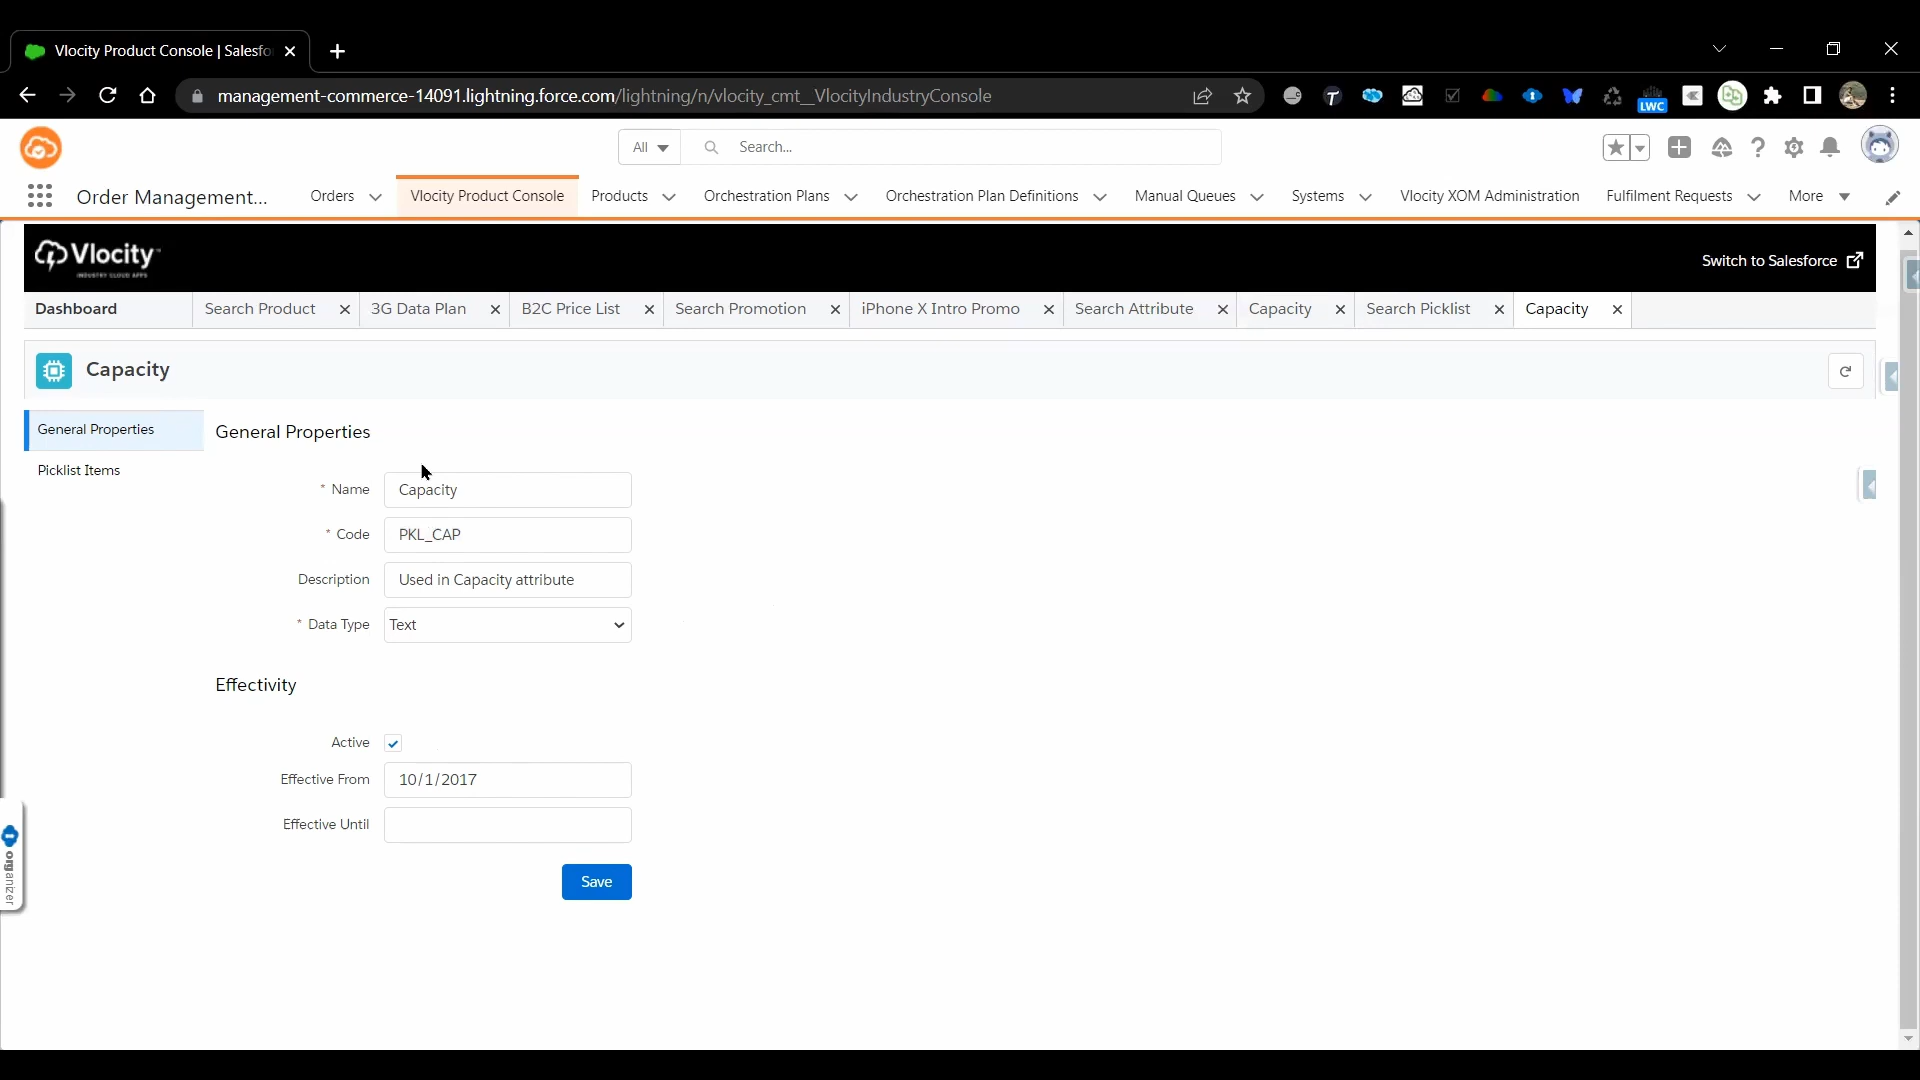 Vlocity Product Console | Salesfo
management-commerce-14091.lightning.force.com/lightning/n/vlocity_cmt__VlocityIndustryConsole
LWC
All
Search...
Order Management...
Orders
Vlocity Product Console
Products
Orchestration Plans
Orchestration Plan Definitions
Manual Queues
Systems
Vlocity XOM Administration
Fulfilment Requests
More
Vlocity
INDUSTRY CLOUD APPS
Switch to Salesforce
Dashboard
Search Product
3G Data Plan
B2C Price List
Search Promotion
iPhone X Intro Promo
Search Attribute
Capacity
Search Picklist
Capacity
Capacity
General Properties
Picklist Items
General Properties
* Name
Capacity
* Code
PKL_CAP
Description
Used in Capacity attribute
* Data Type
Text
Effectivity
Active
Effective From
10/1/2017
Effective Until
Save
organizer